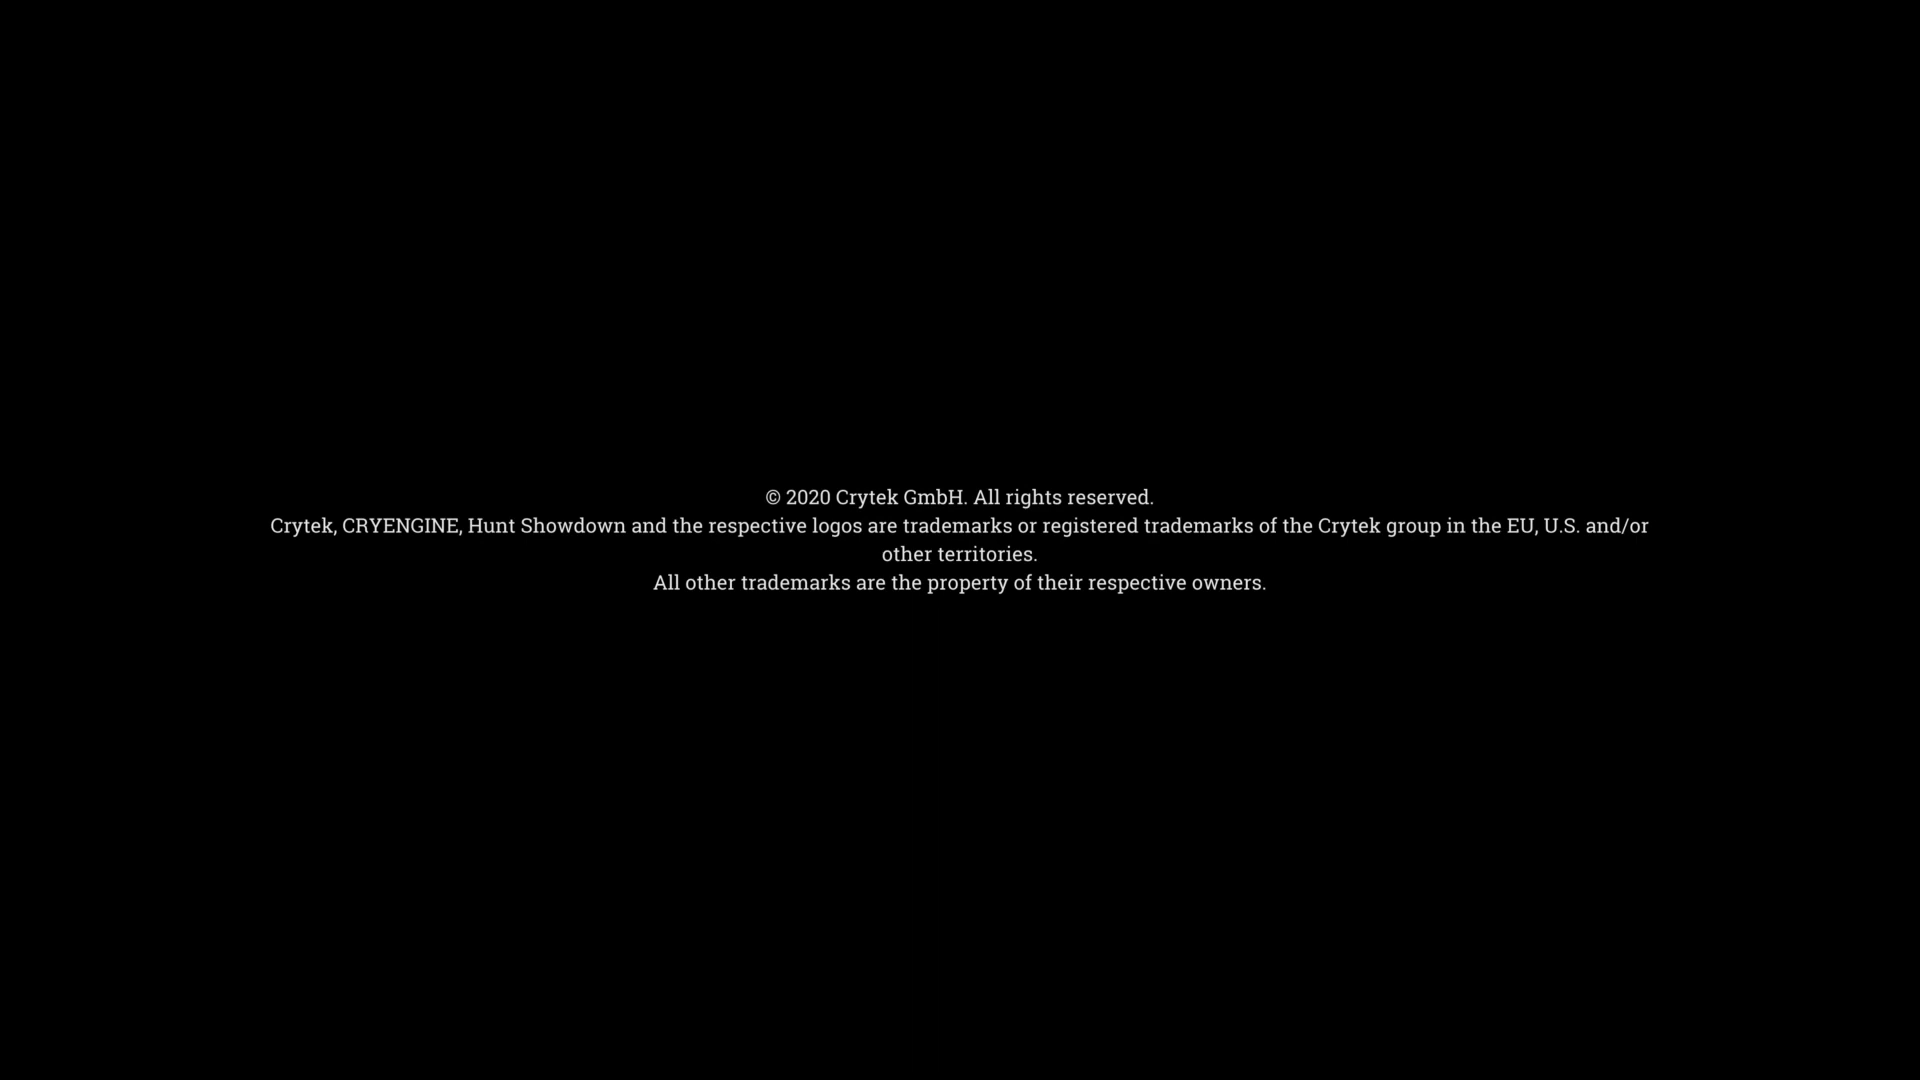 © 2020 Crytek GmbH. All rights reserved.
Crytek, CRYENGINE, Hunt Showdown and the respective logos are trademarks or registered trademarks of the Crytek group in the EU, U.S. and/or
other territories.
All other trademarks are the property of their respective owners.